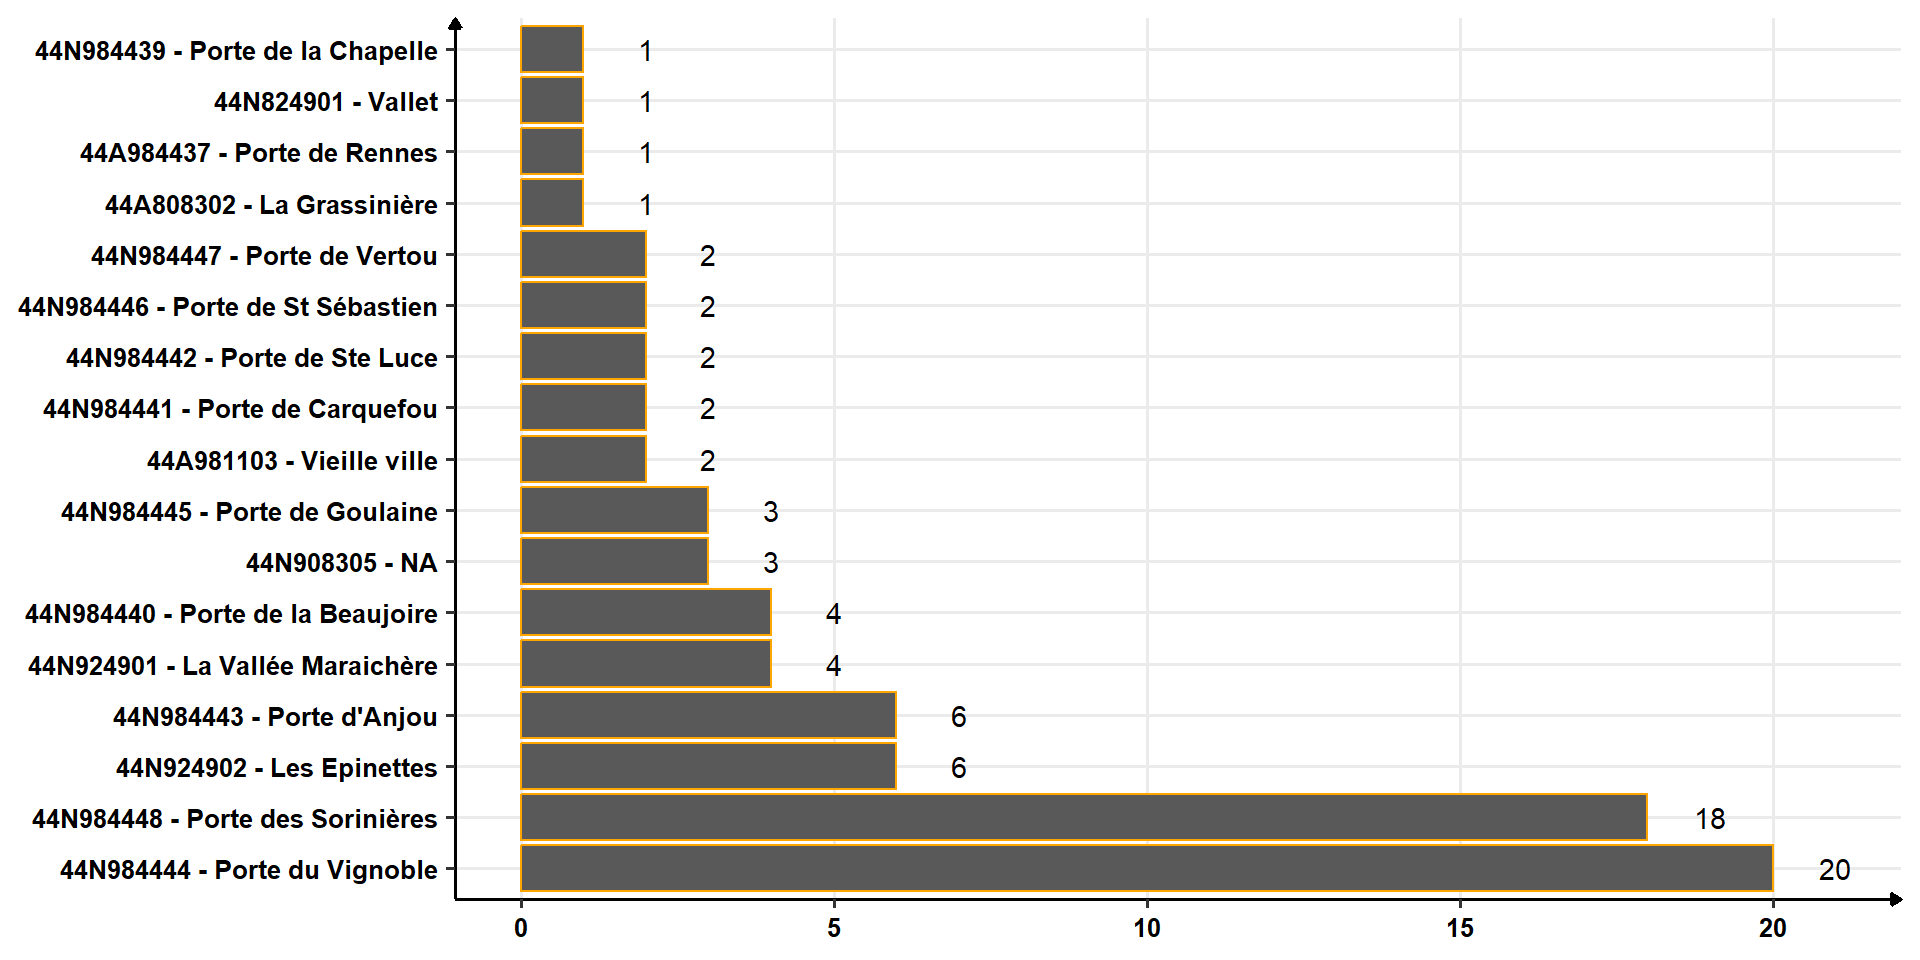 44N984439 - Porte de la Chapelle 1
44N824901 - Vallet 1
44A984437 - Porte de Rennes 1
44A808302 - La Grassinière 1
44N984447 - Porte de Vertou 2
44N984446 - Porte de St Sébastien 2
44N984442 - Porte de Ste Luce 2
44N984441 - Porte de Carquefou 2
44A981103 - Vieille ville 2
44N984445 - Porte de Goulaine 3
44N908305 - NA 3
44N984440 - Porte de la Beaujoire 4
44N924901 - La Vallée Maraichère 4
44N984443 - Porte d'Anjou 6
44N924902 - Les Epinettes 6
44N984448 - Porte des Sorinières 18
44N984444 - Porte du Vignoble 20
0 5 10 15 20